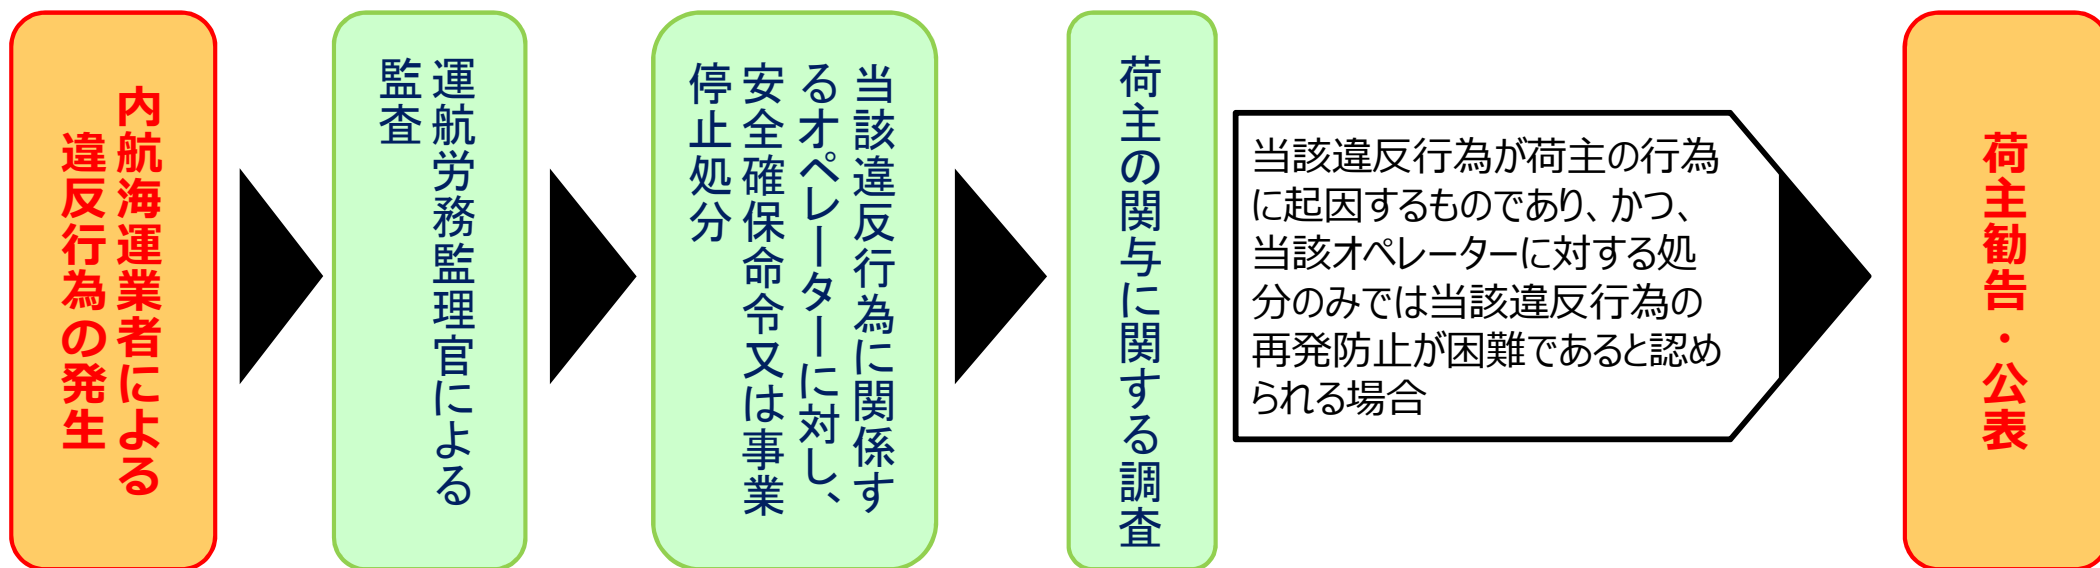 内航海運業者による
違反行為の発生
運航労務監理官による
監査
当該違反行為に関係す
るオペレーターに対し、
安全確保命令又は事業
停止処分
荷主の関与に関する調査
当該違反行為が荷主の行為
に起因するものであり、かつ、
当該オペレーターに対する処
分のみでは当該違反行為の
再発防止が困難であると認め
られる場合
荷主勧告・公表